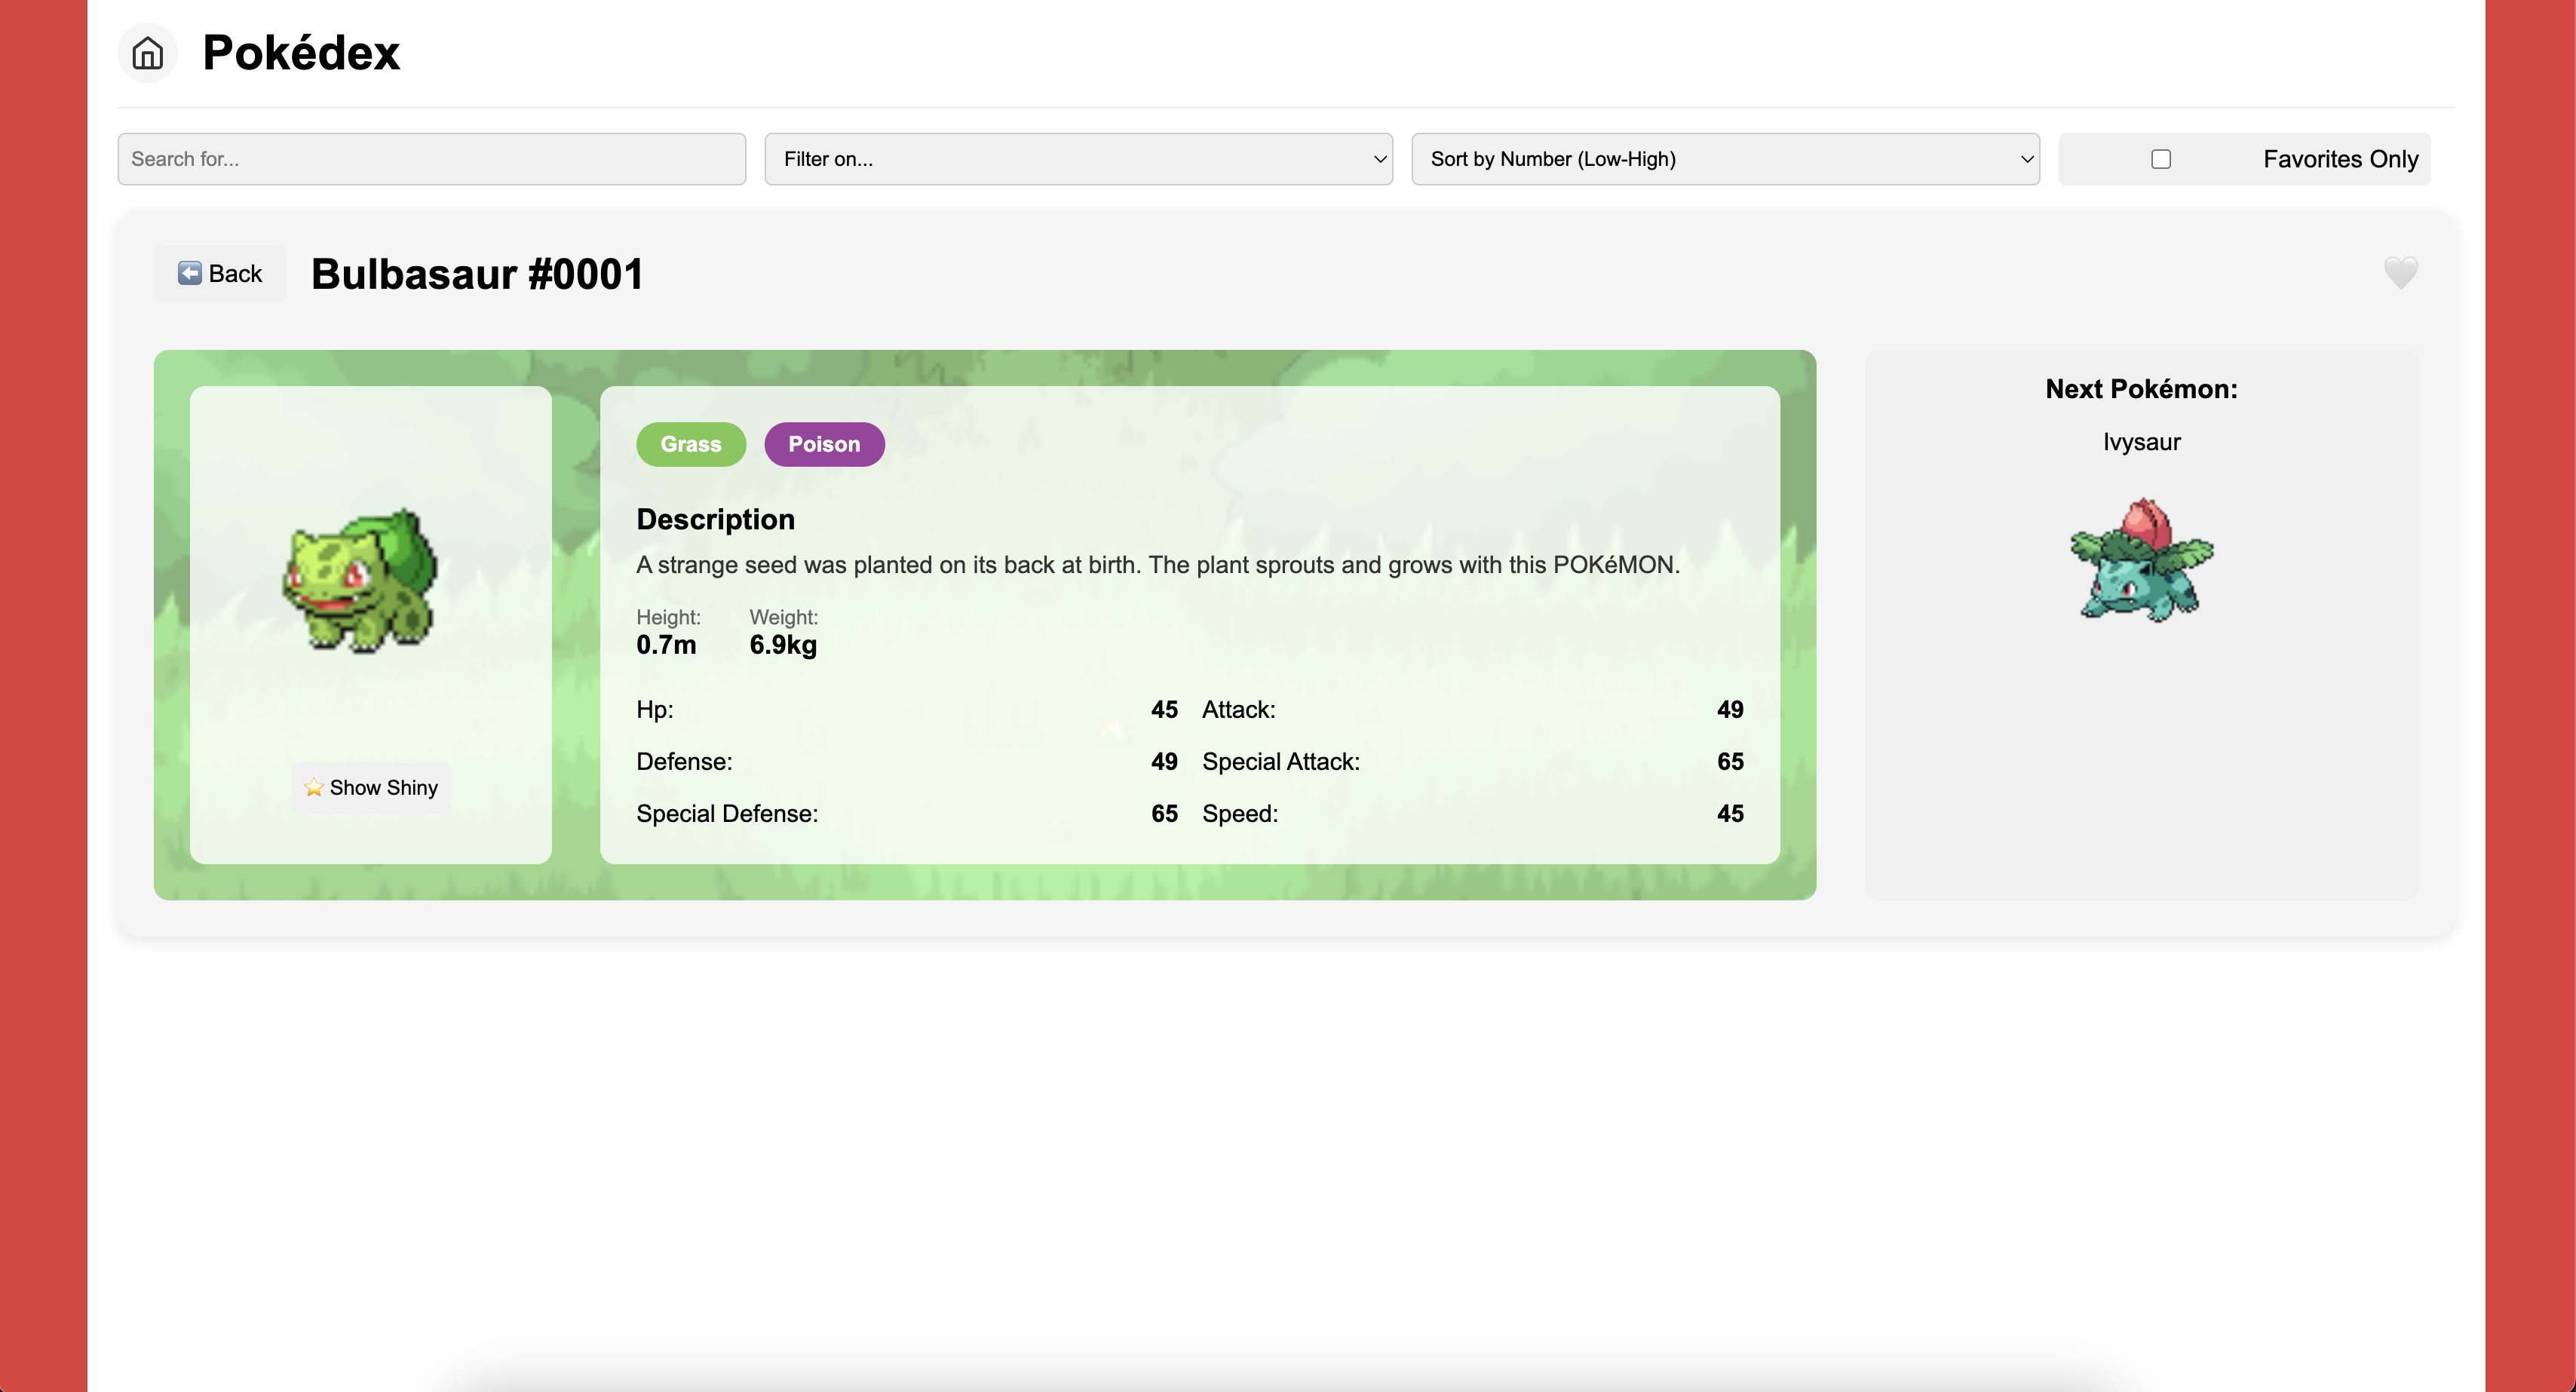 Pokédex
Search for...
Filter on...
Sort by Number (Low-High)
Favorites Only
Back
Bulbasaur #0001
Grass
Poison
Description
A strange seed was planted on its back at birth. The plant sprouts and grows with this POKéMON.
Height:
Weight:
0.7m
6.9kg
Hp: 45 Attack: 49
Defense: 49 Special Attack: 65
Special Defense: 65 Speed: 45
Show Shiny
Next Pokémon:
Ivysaur